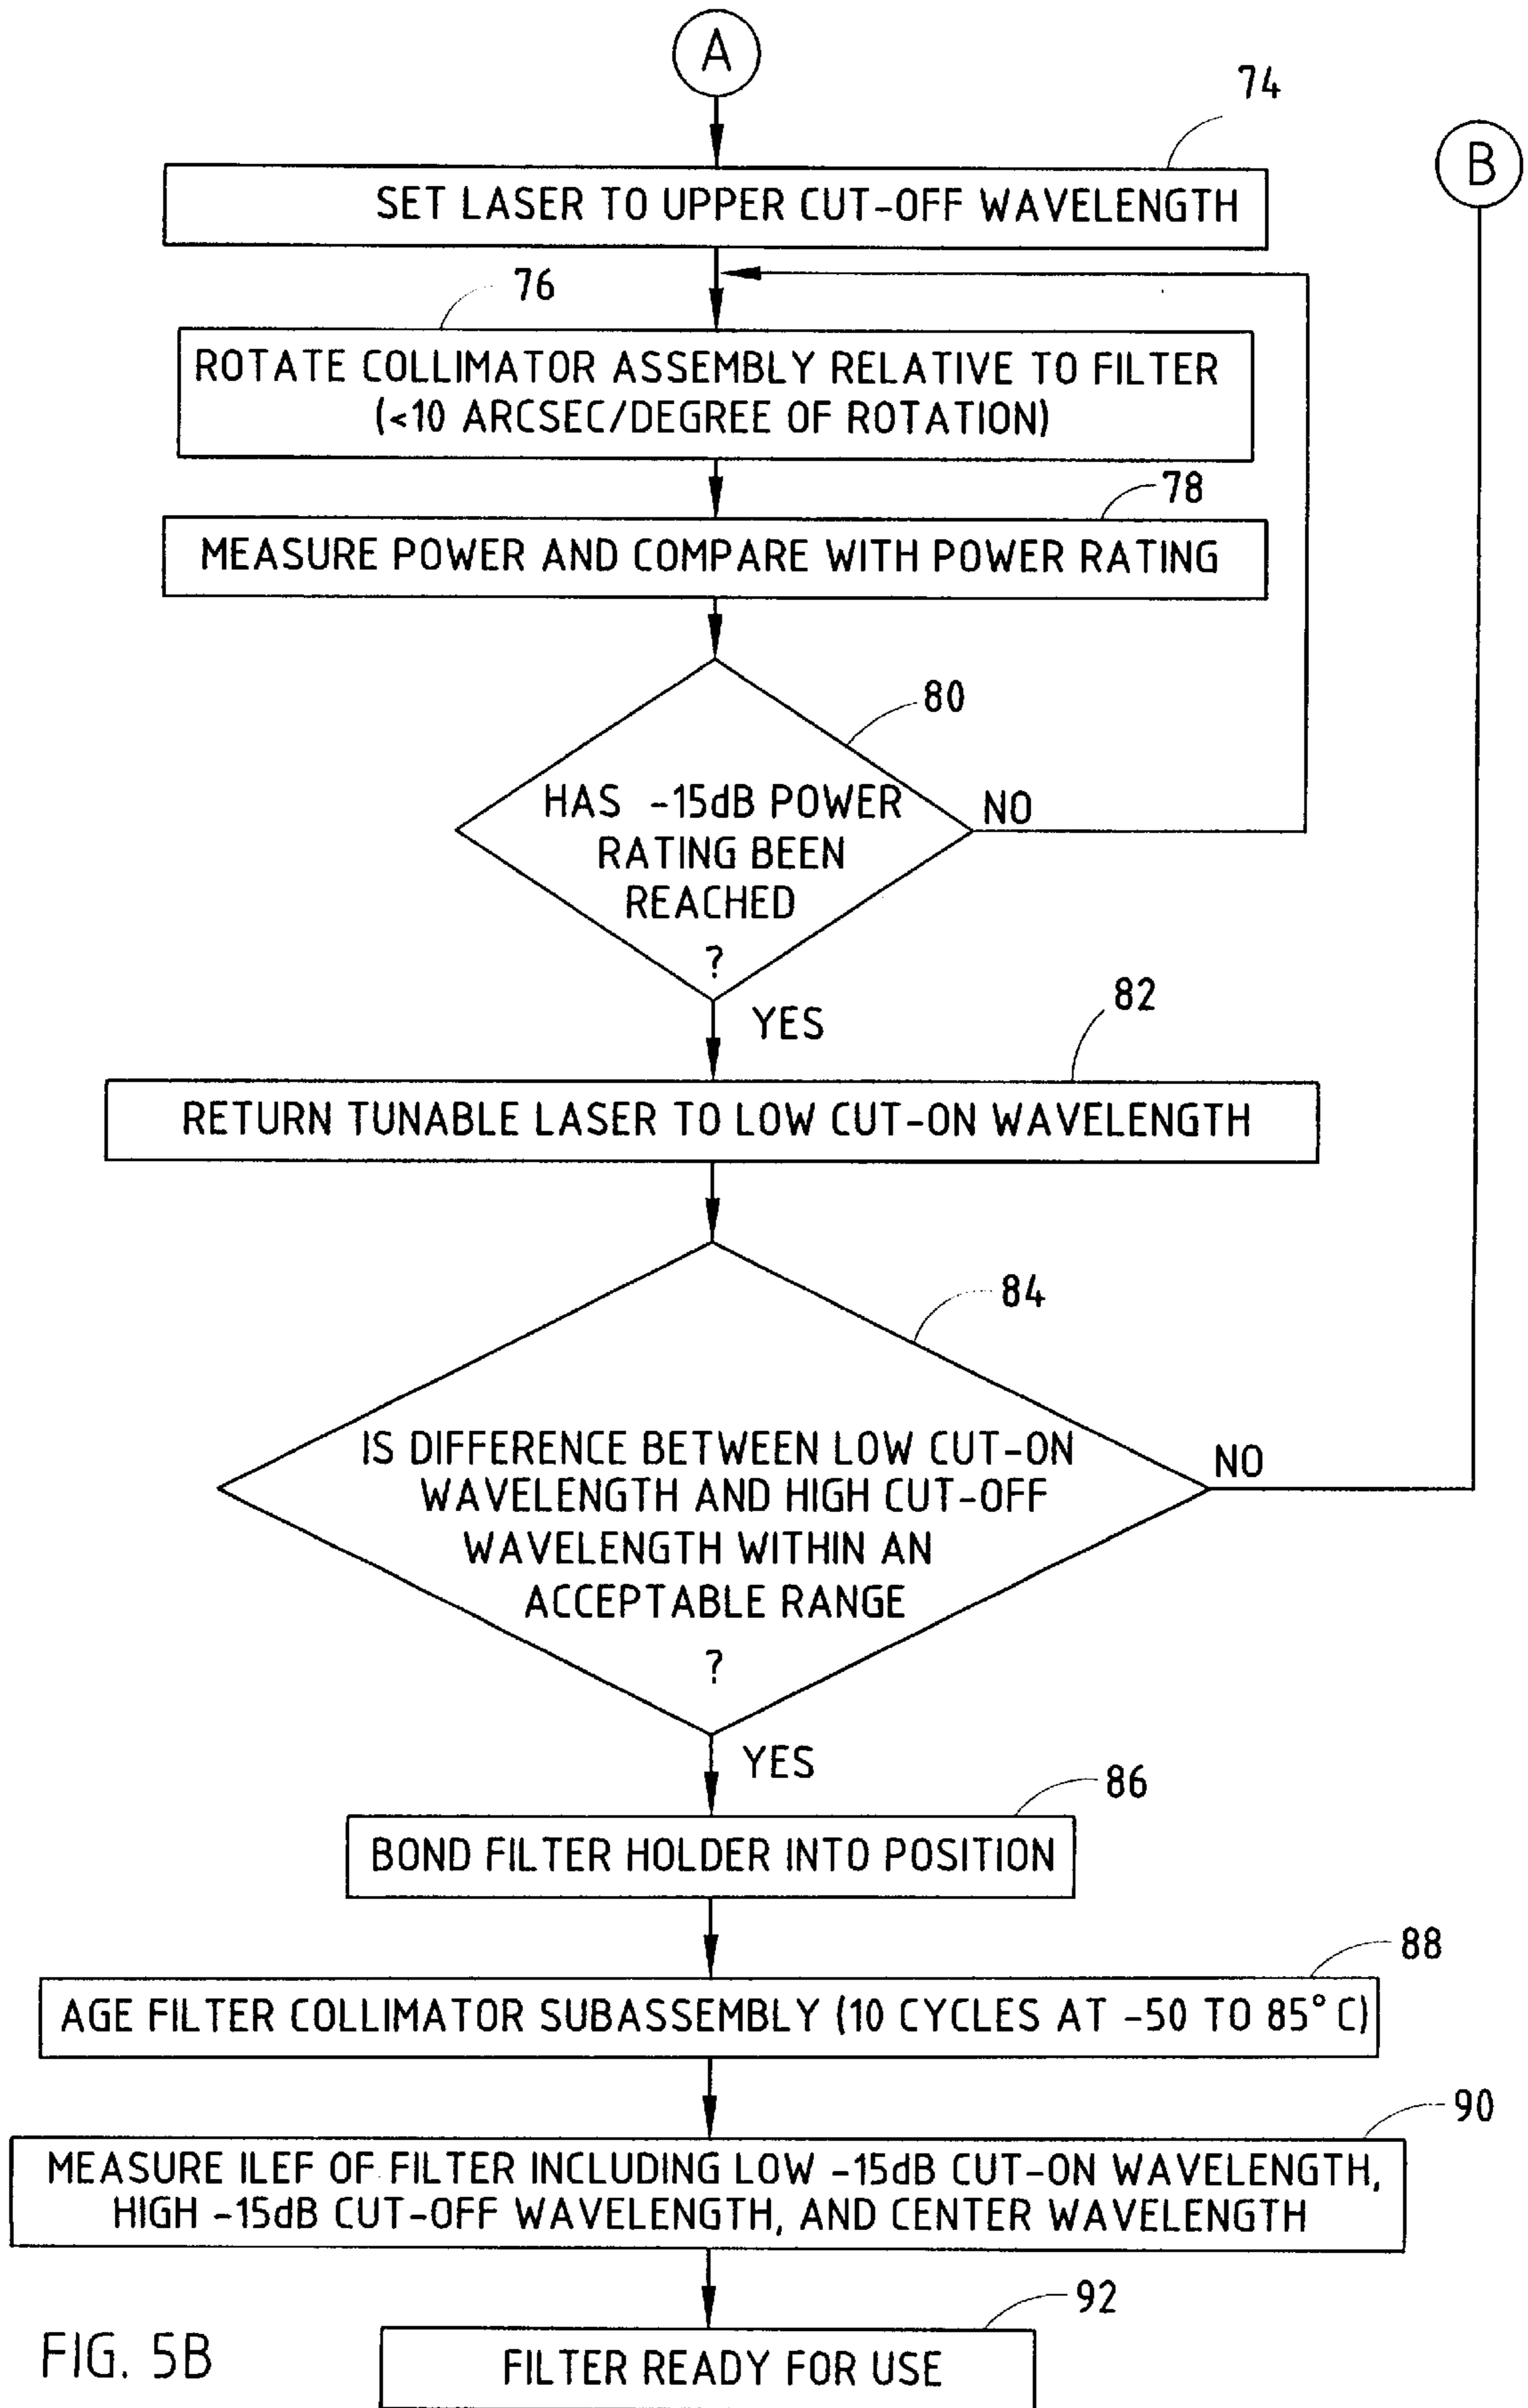 A
74
B
SET LASER TO UPPER CUT-OFF WAVELENGTH
76
ROTATE COLLIMATOR ASSEMBLY RELATIVE TO FILTER
(<10 ARCSEC/DEGREE OF ROTATION)
78
MEASURE POWER AND COMPARE WITH POWER RATING
80
HAS -15dB POWER
RATING BEEN
REACHED
?
NO
YES
82
RETURN TUNABLE LASER TO LOW CUT-ON WAVELENGTH
84
IS DIFFERENCE BETWEEN LOW CUT-ON
WAVELENGTH AND HIGH CUT-OFF
WAVELENGTH WITHIN AN
ACCEPTABLE RANGE
?
NO
YES
86
BOND FILTER HOLDER INTO POSITION
88
AGE FILTER COLLIMATOR SUBASSEMBLY (10 CYCLES AT -50 TO 85° C)
90
MEASURE ILEF OF FILTER INCLUDING LOW -15dB CUT-ON WAVELENGTH,
HIGH -15dB CUT-OFF WAVELENGTH, AND CENTER WAVELENGTH
92
FILTER READY FOR USE
FIG. 5B